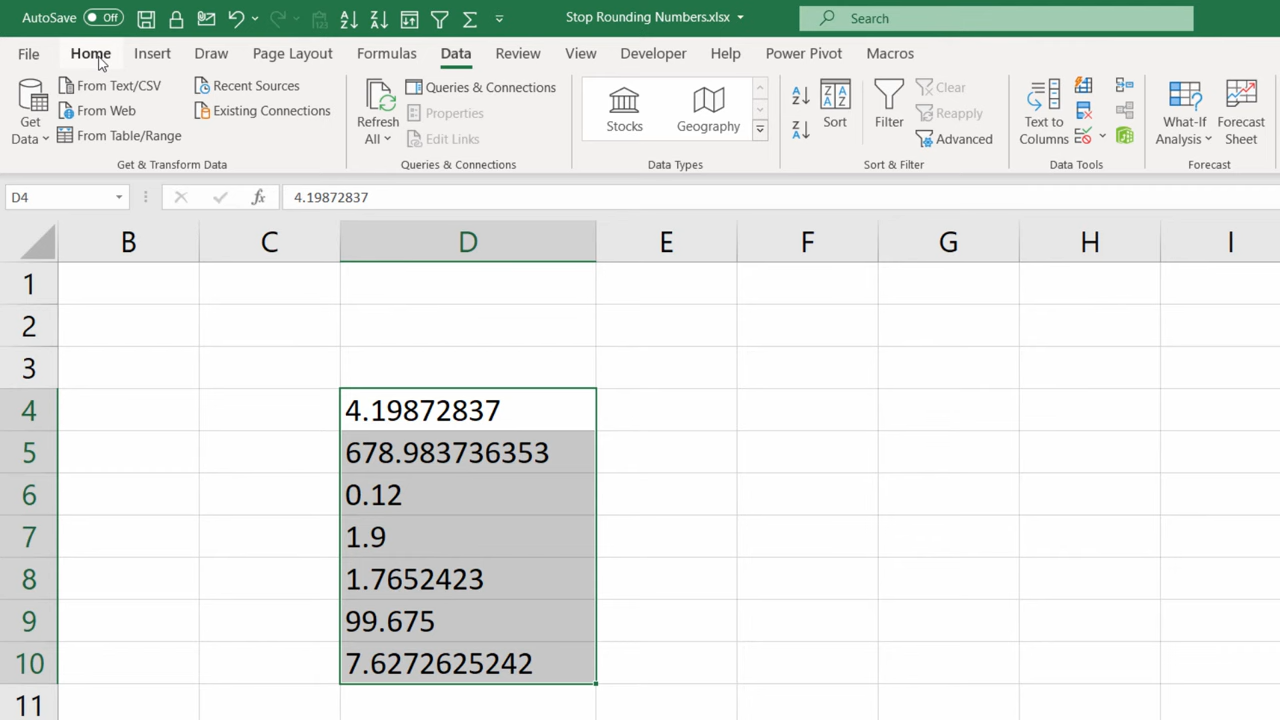 AutoSave Off Stop Rounding Numbers.xlsx Search
File Home Insert Draw Page Layout Formulas Data Review View Developer Help Power Pivot Macros
Get Data
From Text/CSV
From Web
From Table/Range
Recent Sources
Existing Connections
Get & Transform Data
Refresh All
Queries & Connections
Properties
Edit Links
Queries & Connections
Stocks Geography
Data Types
Sort
Filter
Clear
Reapply
Advanced
Sort & Filter
Text to Columns
Data Tools
What-If Analysis
Forecast Sheet
Forecast
D4 fx 4.19872837
B C D E F G H I
1
2
3
4 4.19872837
5 678.983736353
6 0.12
7 1.9
8 1.7652423
9 99.675
10 7.6272625242
11